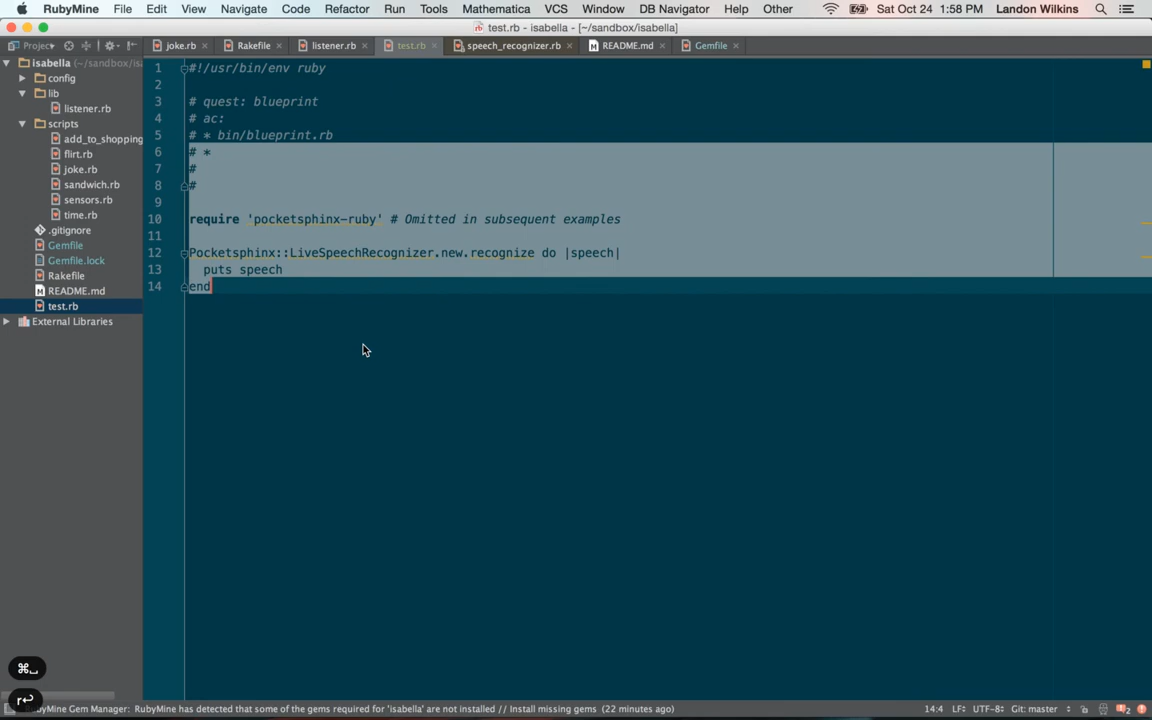 RubyMine File Edit View Navigate Code Refactor Run Tools Mathematica VCS Window DB Navigator Help Other Sat Oct 24 1:58 PM Landon Wilkins
test.rb - isabella - [~/sandbox/isabella]
Project joke.rb Rakefile listener.rb test.rb speech_recognizer.rb README.md Gemfile
isabella (~/sandbox/is
config
lib
listener.rb
scripts
add_to_shopping
flirt.rb
joke.rb
sandwich.rb
sensors.rb
time.rb
.gitignore
Gemfile
Gemfile.lock
Rakefile
README.md
test.rb
External Libraries
1 #!/usr/bin/env ruby
2
3 # quest: blueprint
4 # ac:
5 # * bin/blueprint.rb
6 # *
7 #
8 #
9
10 require 'pocketsphinx-ruby' # Omitted in subsequent examples
11
12 Pocketsphinx::LiveSpeechRecognizer.new.recognize do |speech|
13 puts speech
14 end
⌘
r↩
RubyMine Gem Manager: RubyMine has detected that some of the gems required for 'isabella' are not installed // Install missing gems (22 minutes ago) 14:4 LF÷ UTF-8÷ Git: master